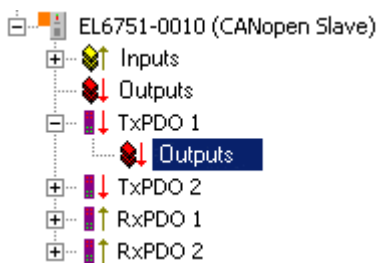 EL6751-0010 (CANopen Slave)
Inputs
Outputs
TxPDO 1
Outputs
TxPDO 2
RxPDO 1
RxPDO 2